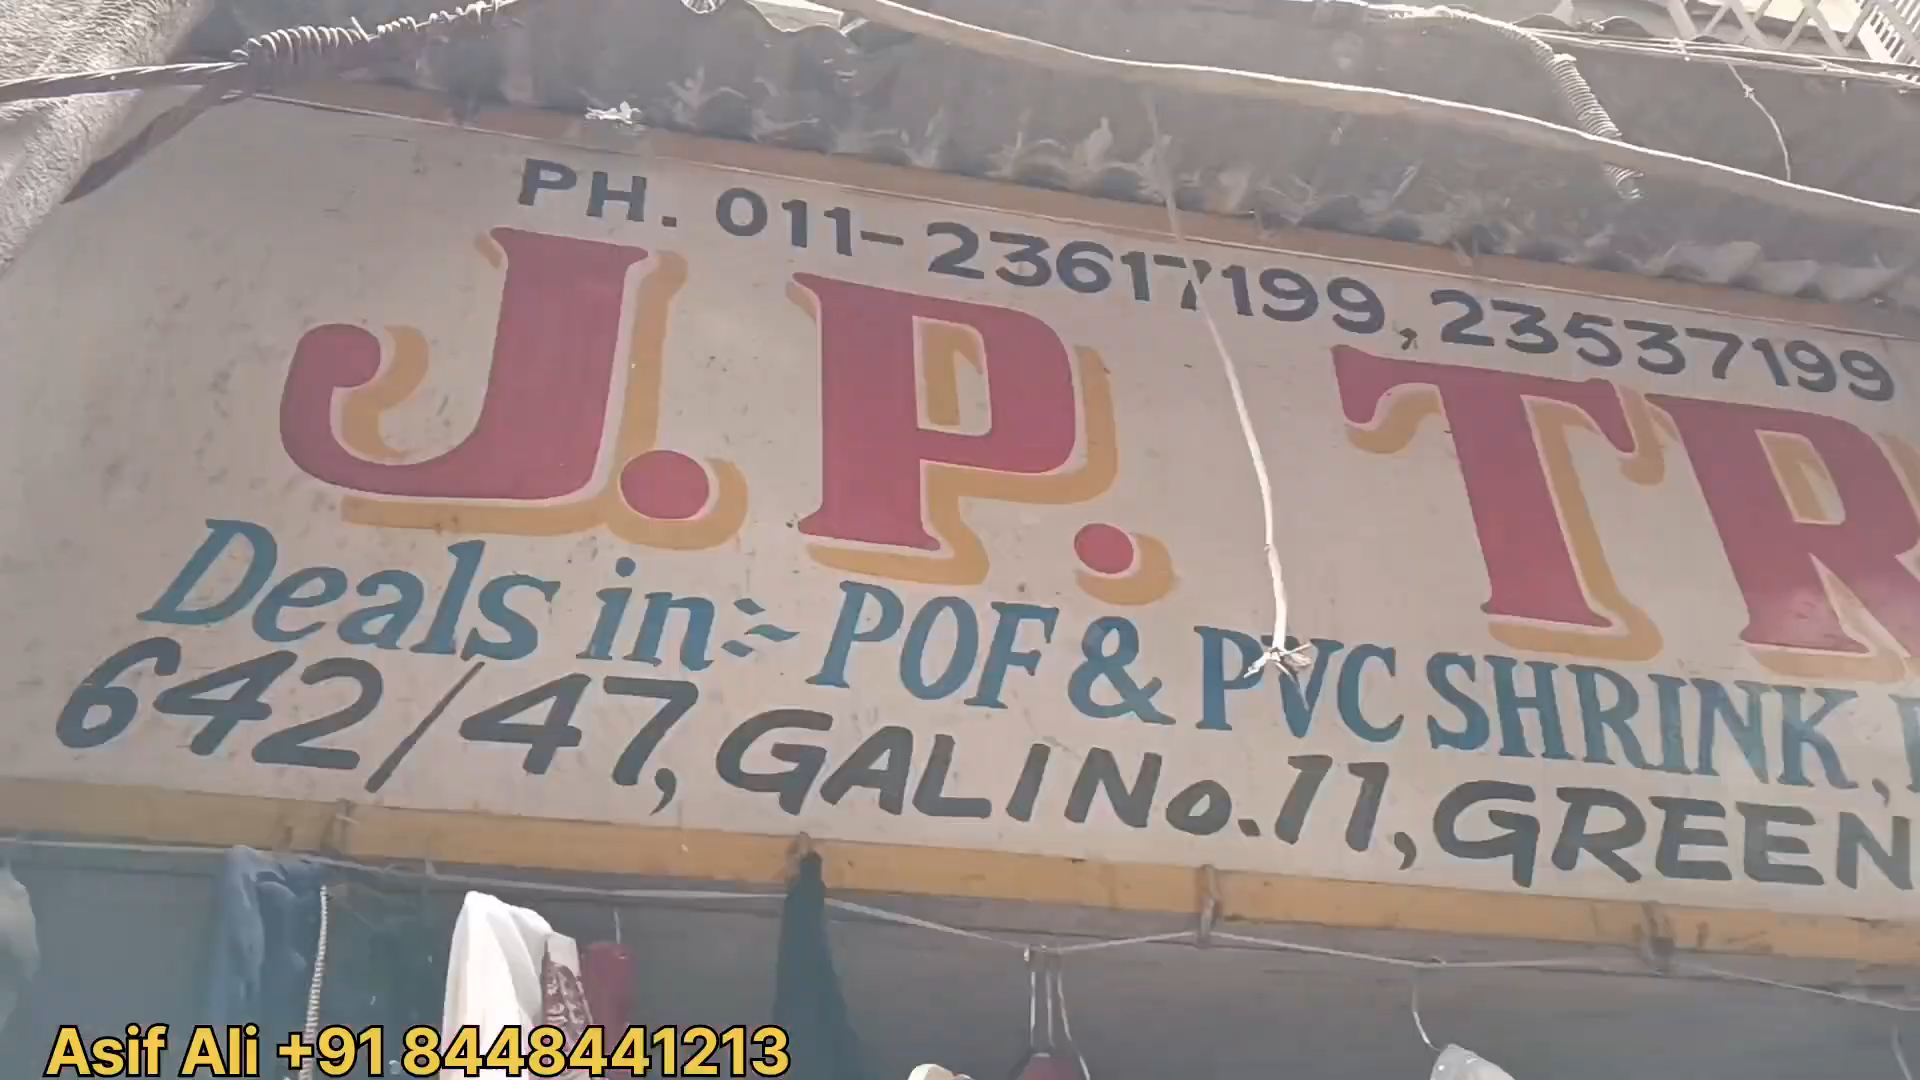 PH. 011-23617199, 23537199
J. P. TR
Deals in:- POF & PVC SHRINK,
642/47, GALI No. 11, GREEN
Asif Ali +91 8448441213